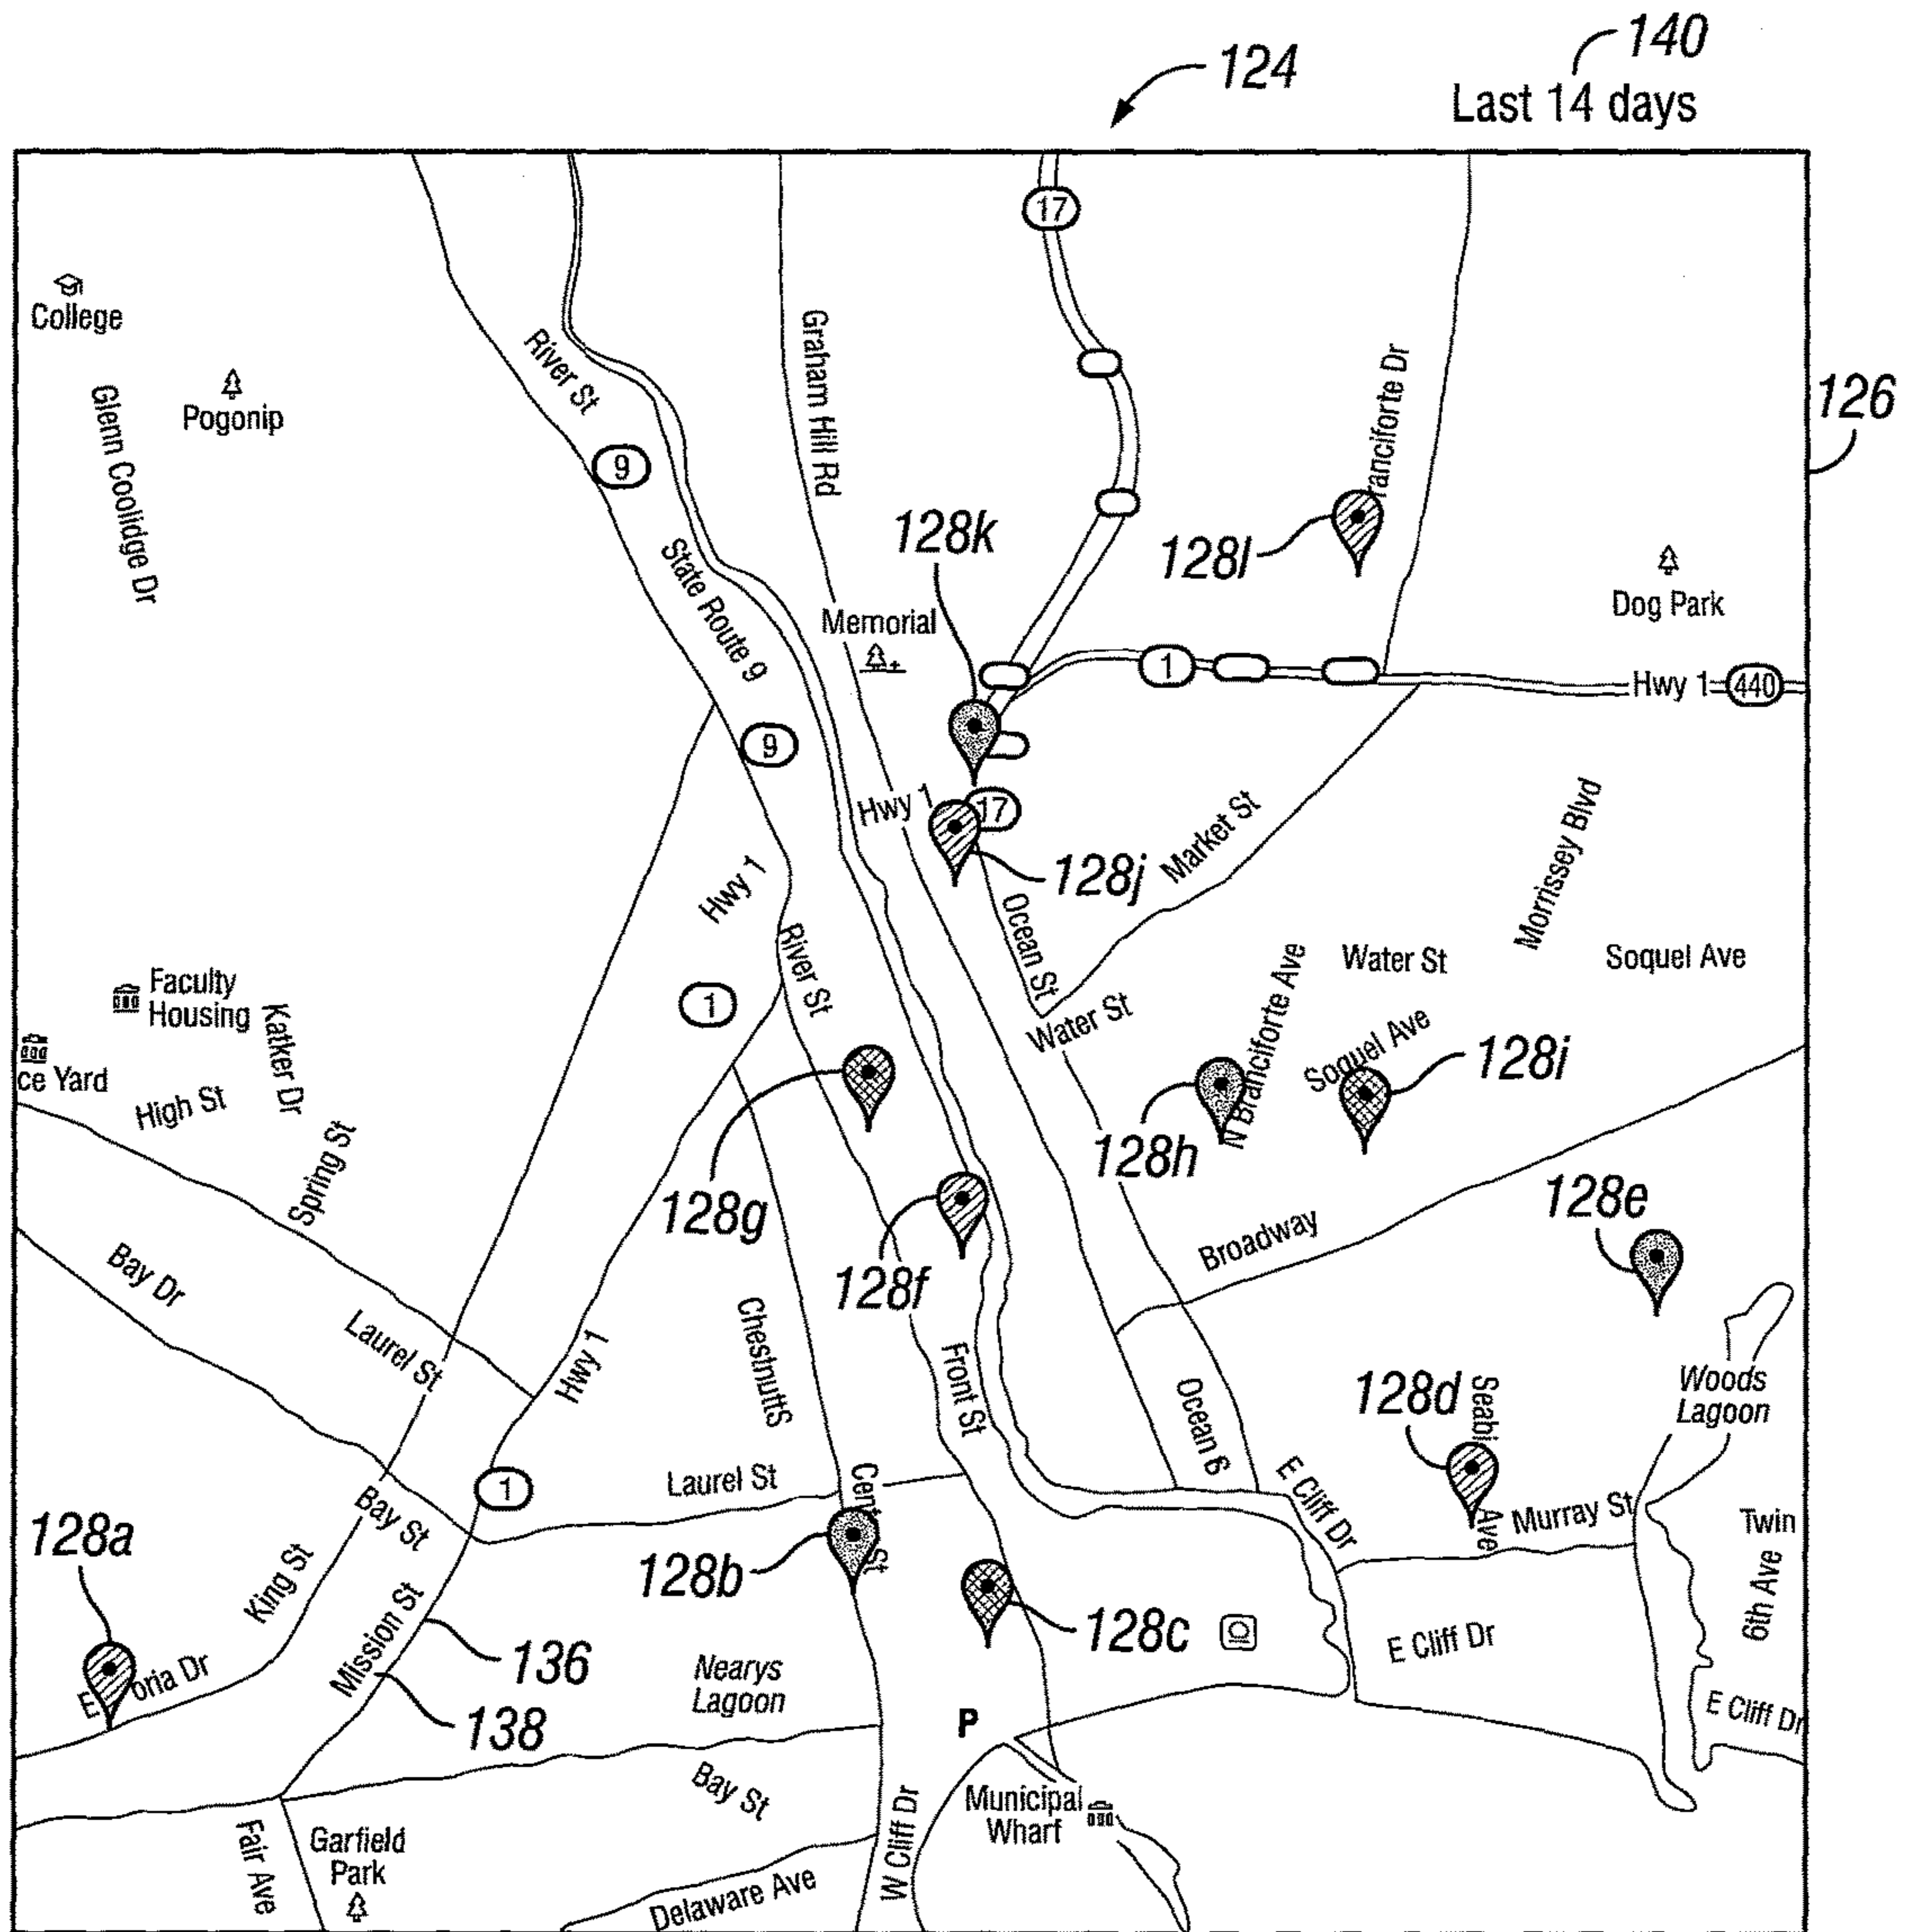 140
124
Last 14 days
17
College
River St
Graham Hill Rd
Glenn Coolidge Dr
Pogonip
126
9
128k
128l
State Route 9
Memorial
Dog Park
1
Hwy 1
440
9
Hwy 1
17
Market St
128j
Morrissey Blvd
Hwy 1
River St
Ocean St
Water St
Soquel Ave
Faculty
Housing
1
Water St
N Branciforte Ave
Soquel Ave
128i
ce Yard
Katker Dr
High St
Spring St
128h
128g
128e
Broadway
128f
Bay Dr
Laurel St
Hwy 1
ChestnuttS
Front St
Ocean 6
128d
Seabi
Ave
Woods
Lagoon
Laurel St
Cent
St
E Cliff Dr
1
Bay St
Murray St
Twin
128a
King St
128b
6th Ave
Mission St
128c
E Cliff Dr
E
oria Dr
136
Nearys
Lagoon
138
P
E Cliff Dr
Bay St
Municipal
Wharf
W Cliff Dr
Fair Ave
Garfield
Park
Delaware Ave